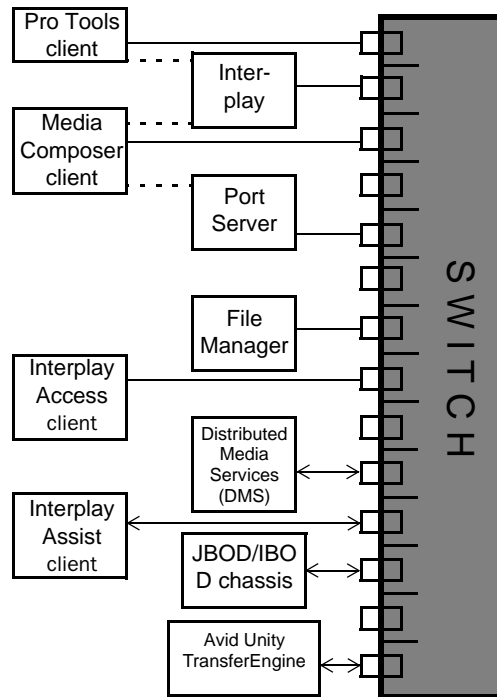 Pro Tools
client
Inter-
play
Media
Composer
client
Port
Server
File
Manager
Interplay
Access
client
Distributed
Media
Services
(DMS)
Interplay
Assist
client
JBOD/IBO
D chassis
Avid Unity
TransferEngine
SWITCH